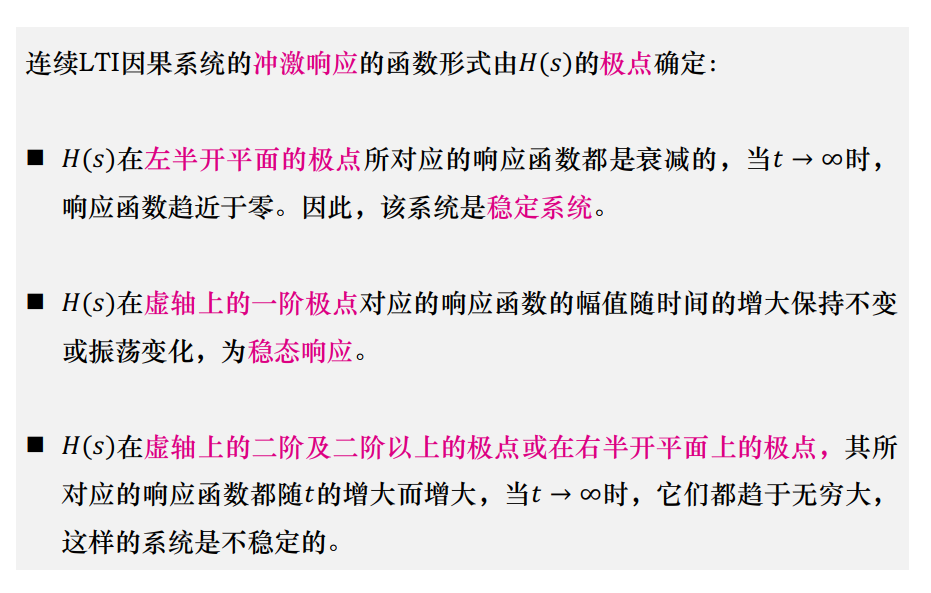 连续LTI因果系统的冲激响应的函数形式由H(s)的极点确定：
■ H(s)在左半开平面的极点所对应的响应函数都是衰减的，当t → ∞时，
响应函数趋近于零。因此，该系统是稳定系统。
■ H(s)在虚轴上的一阶极点对应的响应函数的幅值随时间的增大保持不变
或振荡变化，为稳态响应。
■ H(s)在虚轴上的二阶及二阶以上的极点或在右半开平面上的极点，其所
对应的响应函数都随t的增大而增大，当t → ∞时，它们都趋于无穷大，
这样的系统是不稳定的。